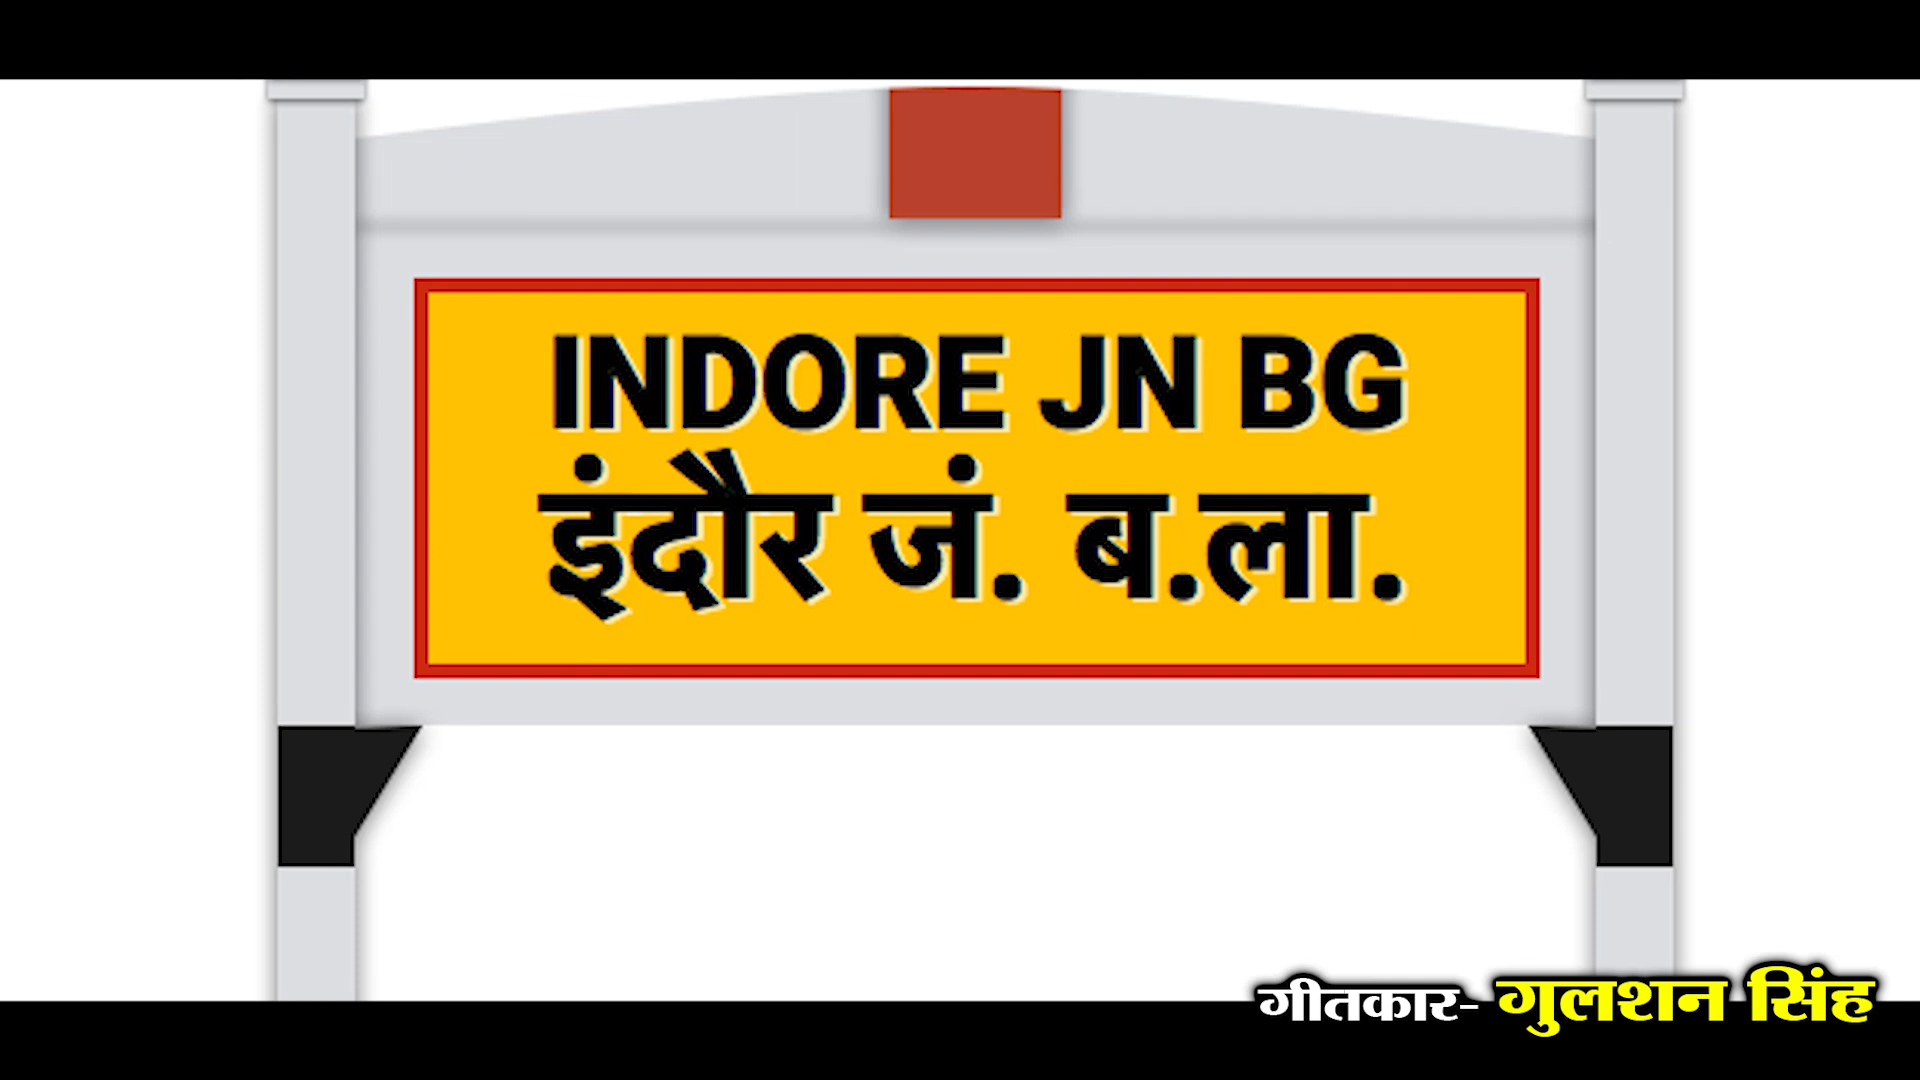 INDORE JN BG
इंदौर जं. ब.ला.
गीतकार- गुलशन सिंह